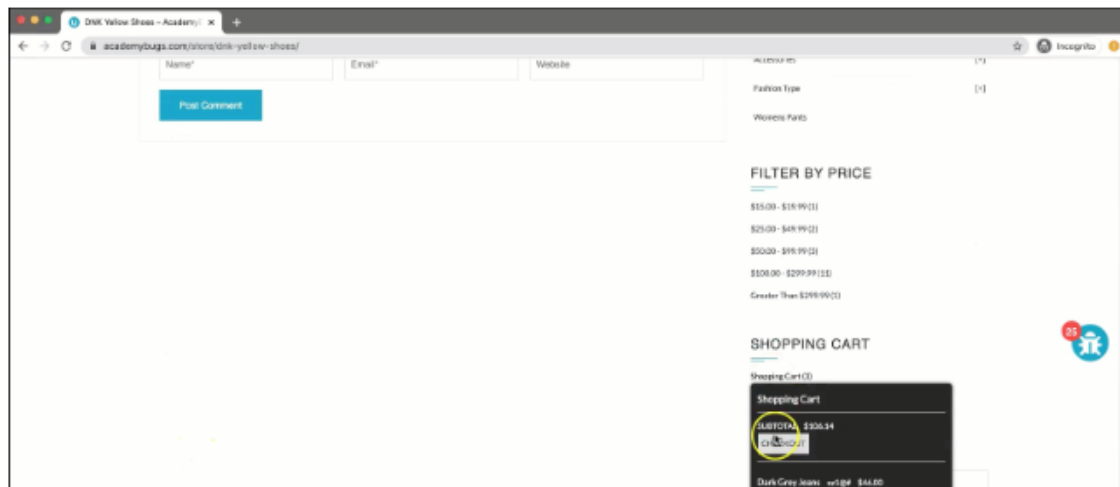 DNK Yellow Shoes – Academyl
academybugs.com/store/dnk-yellow-shoes/
Incognito
Name*
Email*
Website
Post Comment
Accessories
[+]
Fashion Type
[+]
Womens Pants
FILTER BY PRICE
$15.00 - $19.99 (1)
$25.00 - $49.99 (2)
$50.00 - $99.99 (3)
$100.00 - $299.99 (11)
Greater Than $299.99 (1)
25
SHOPPING CART
Shopping Cart (3)
Shopping Cart
SUBTOTAL $106.14
CHECKOUT
Dark Grey Jeans $46.00